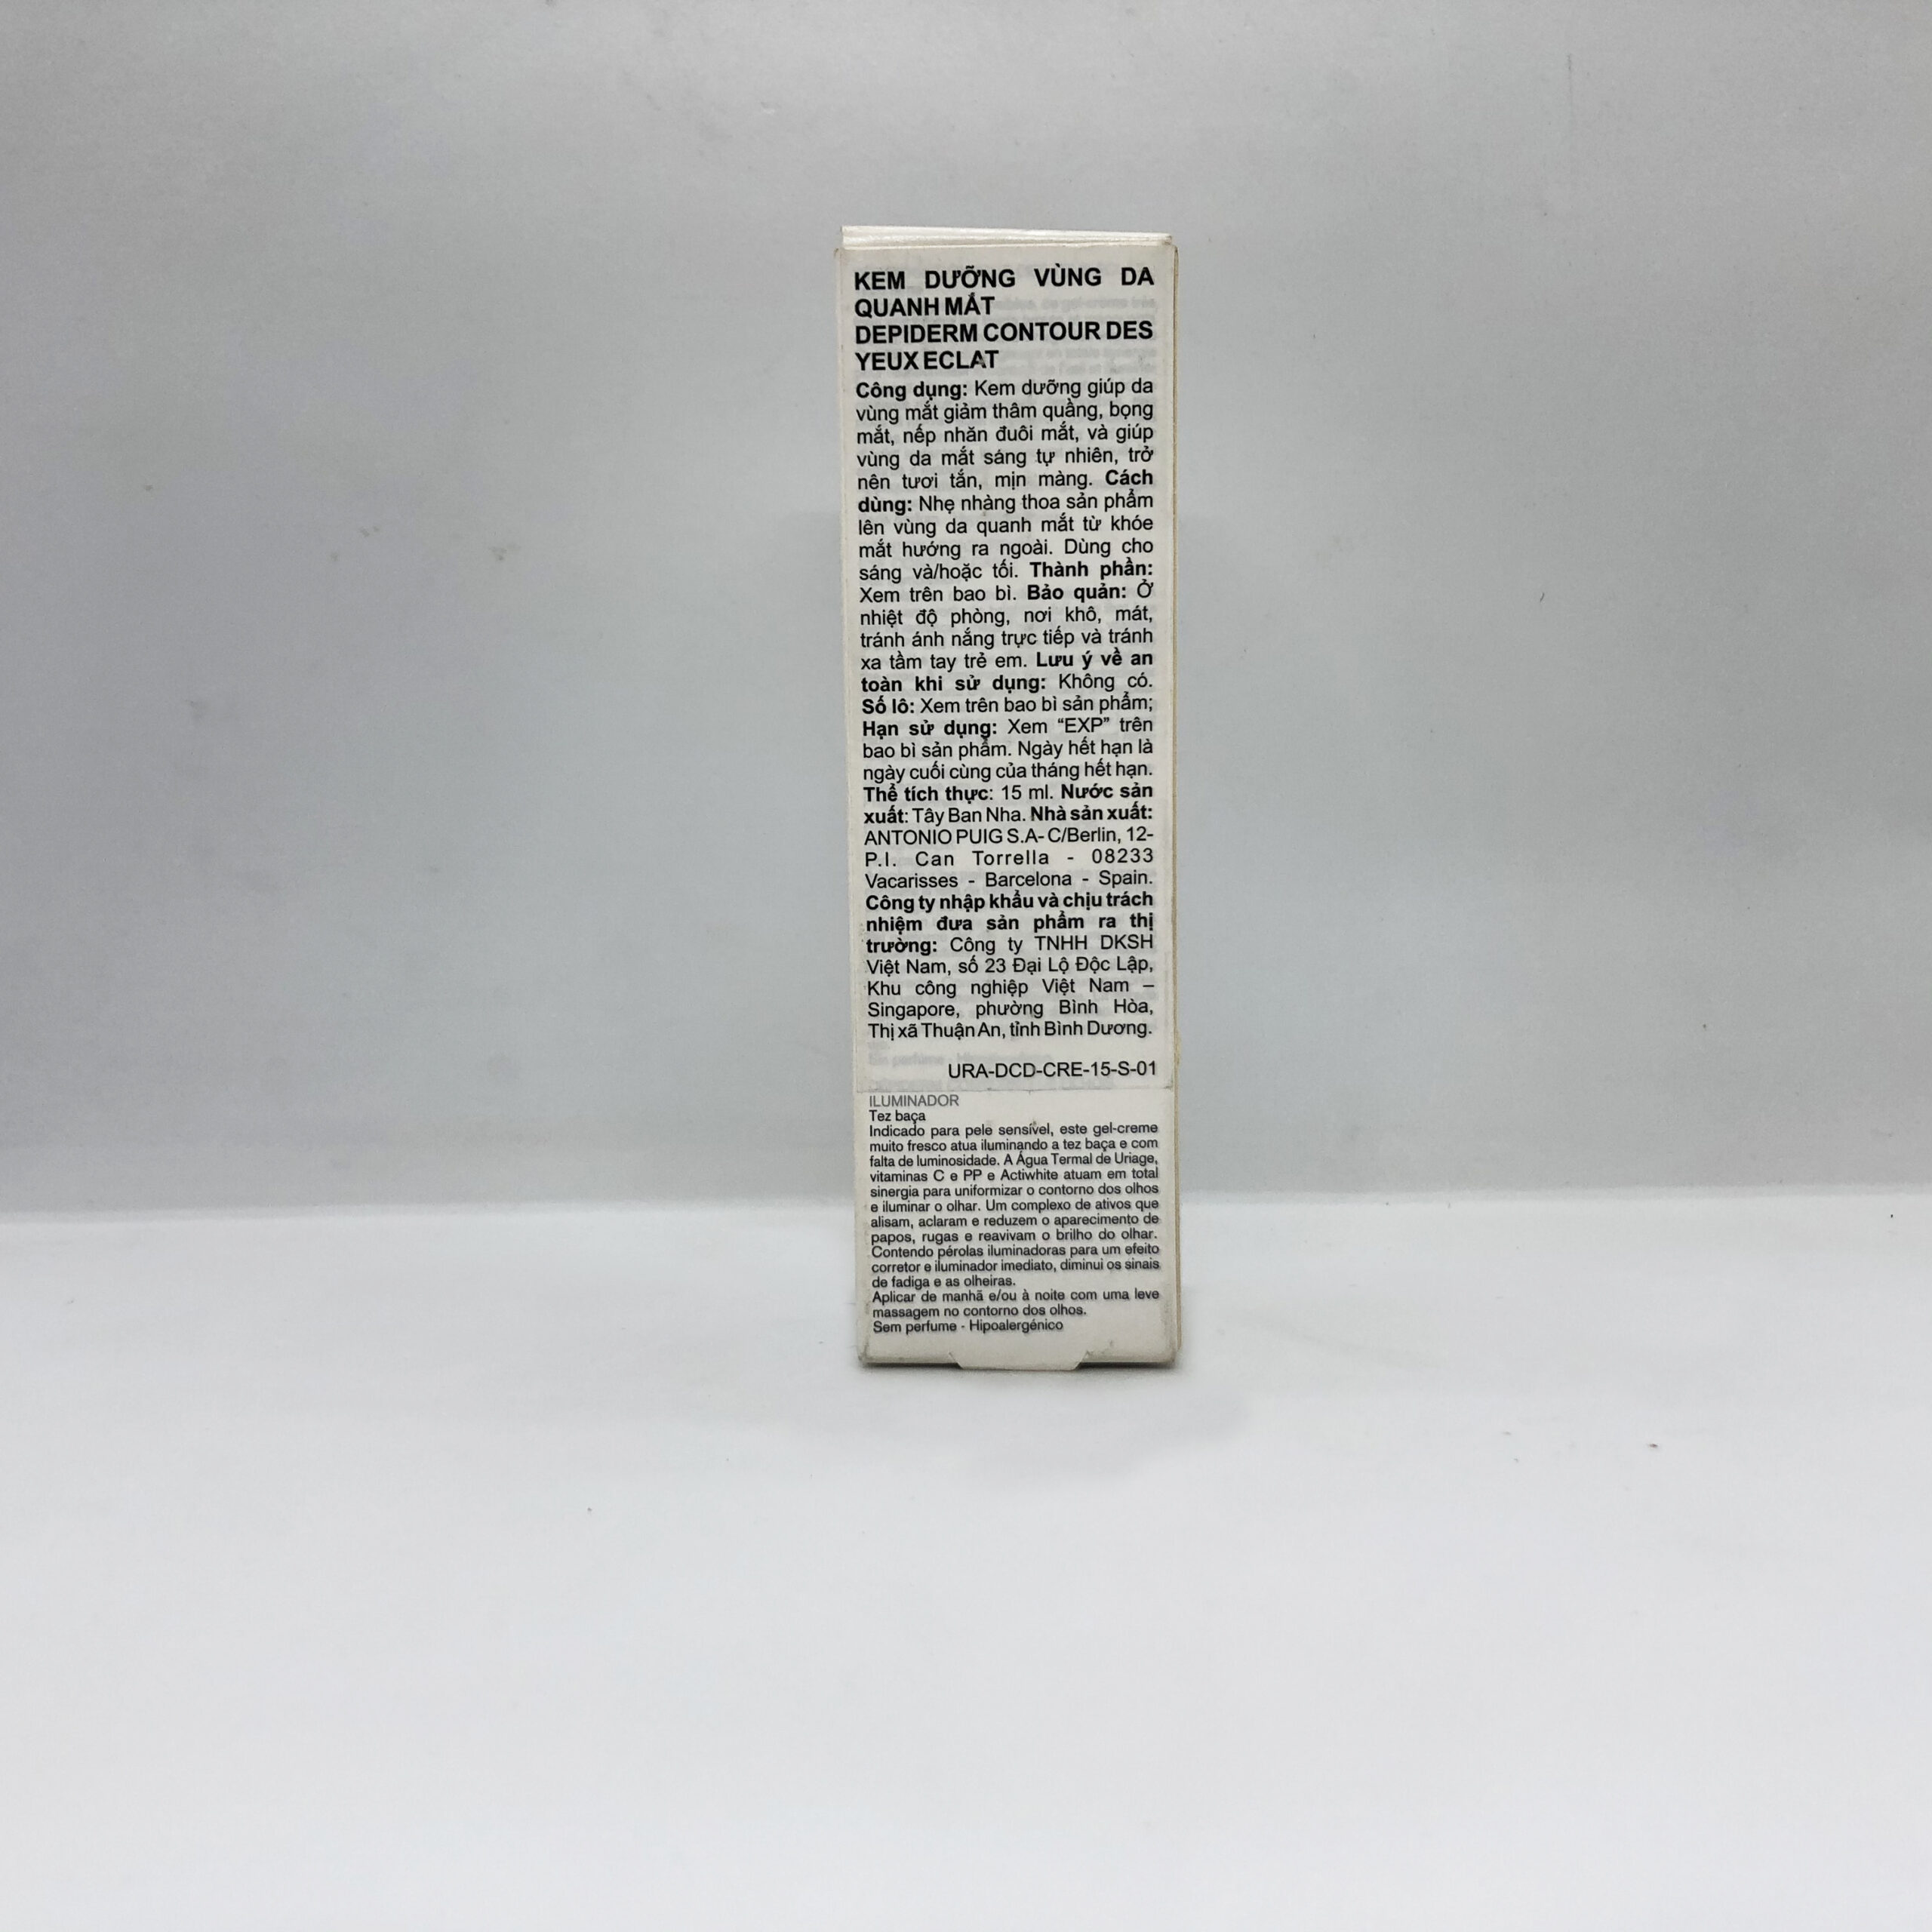 KEM DƯỠNG VÙNG DA
QUANH MẮT
DEPIDERM CONTOUR DES
YEUX ECLAT
Công dụng: Kem dưỡng giúp da
vùng mắt giảm thâm quầng, bọng
mắt, nếp nhăn đuôi mắt, và giúp
vùng da mắt sáng tự nhiên, trở
nên tươi tắn, mịn màng. Cách
dùng: Nhẹ nhàng thoa sản phẩm
lên vùng da quanh mắt từ khóe
mắt hướng ra ngoài. Dùng cho
sáng và/hoặc tối. Thành phần:
Xem trên bao bì. Bảo quản: Ở
nhiệt độ phòng, nơi khô, mát,
tránh ánh nắng trực tiếp và tránh
xa tầm tay trẻ em. Lưu ý về an
toàn khi sử dụng: Không có.
Số lô: Xem trên bao bì sản phẩm;
Hạn sử dụng: Xem “EXP” trên
bao bì sản phẩm. Ngày hết hạn là
ngày cuối cùng của tháng hết hạn.
Thể tích thực: 15 ml. Nước sản
xuất: Tây Ban Nha. Nhà sản xuất:
ANTONIO PUIG S.A- C/Berlin, 12-
P.I. Can Torrella - 08233
Vacarisses - Barcelona - Spain.
Công ty nhập khẩu và chịu trách
nhiệm đưa sản phẩm ra thị
trường: Công ty TNHH DKSH
Việt Nam, số 23 Đại Lộ Độc Lập,
Khu công nghiệp Việt Nam –
Singapore, phường Bình Hòa,
Thị xã Thuận An, tỉnh Bình Dương.
URA-DCD-CRE-15-S-01
ILUMINADOR
Tez baça
Indicado para pele sensível, este gel-creme
muito fresco atua iluminando a tez baça e com
falta de luminosidade. A Água Termal de Uriage,
vitaminas C e PP e Actiwhite atuam em total
sinergia para uniformizar o contorno dos olhos
e iluminar o olhar. Um complexo de ativos que
alisam, aclaram e reduzem o aparecimento de
papos, rugas e reavivam o brilho do olhar.
Contendo pérolas iluminadoras para um efeito
corretor e iluminador imediato, diminui os sinais
de fadiga e as olheiras.
Aplicar de manhã e/ou à noite com uma leve
massagem no contorno dos olhos.
Sem perfume - Hipoalergénico